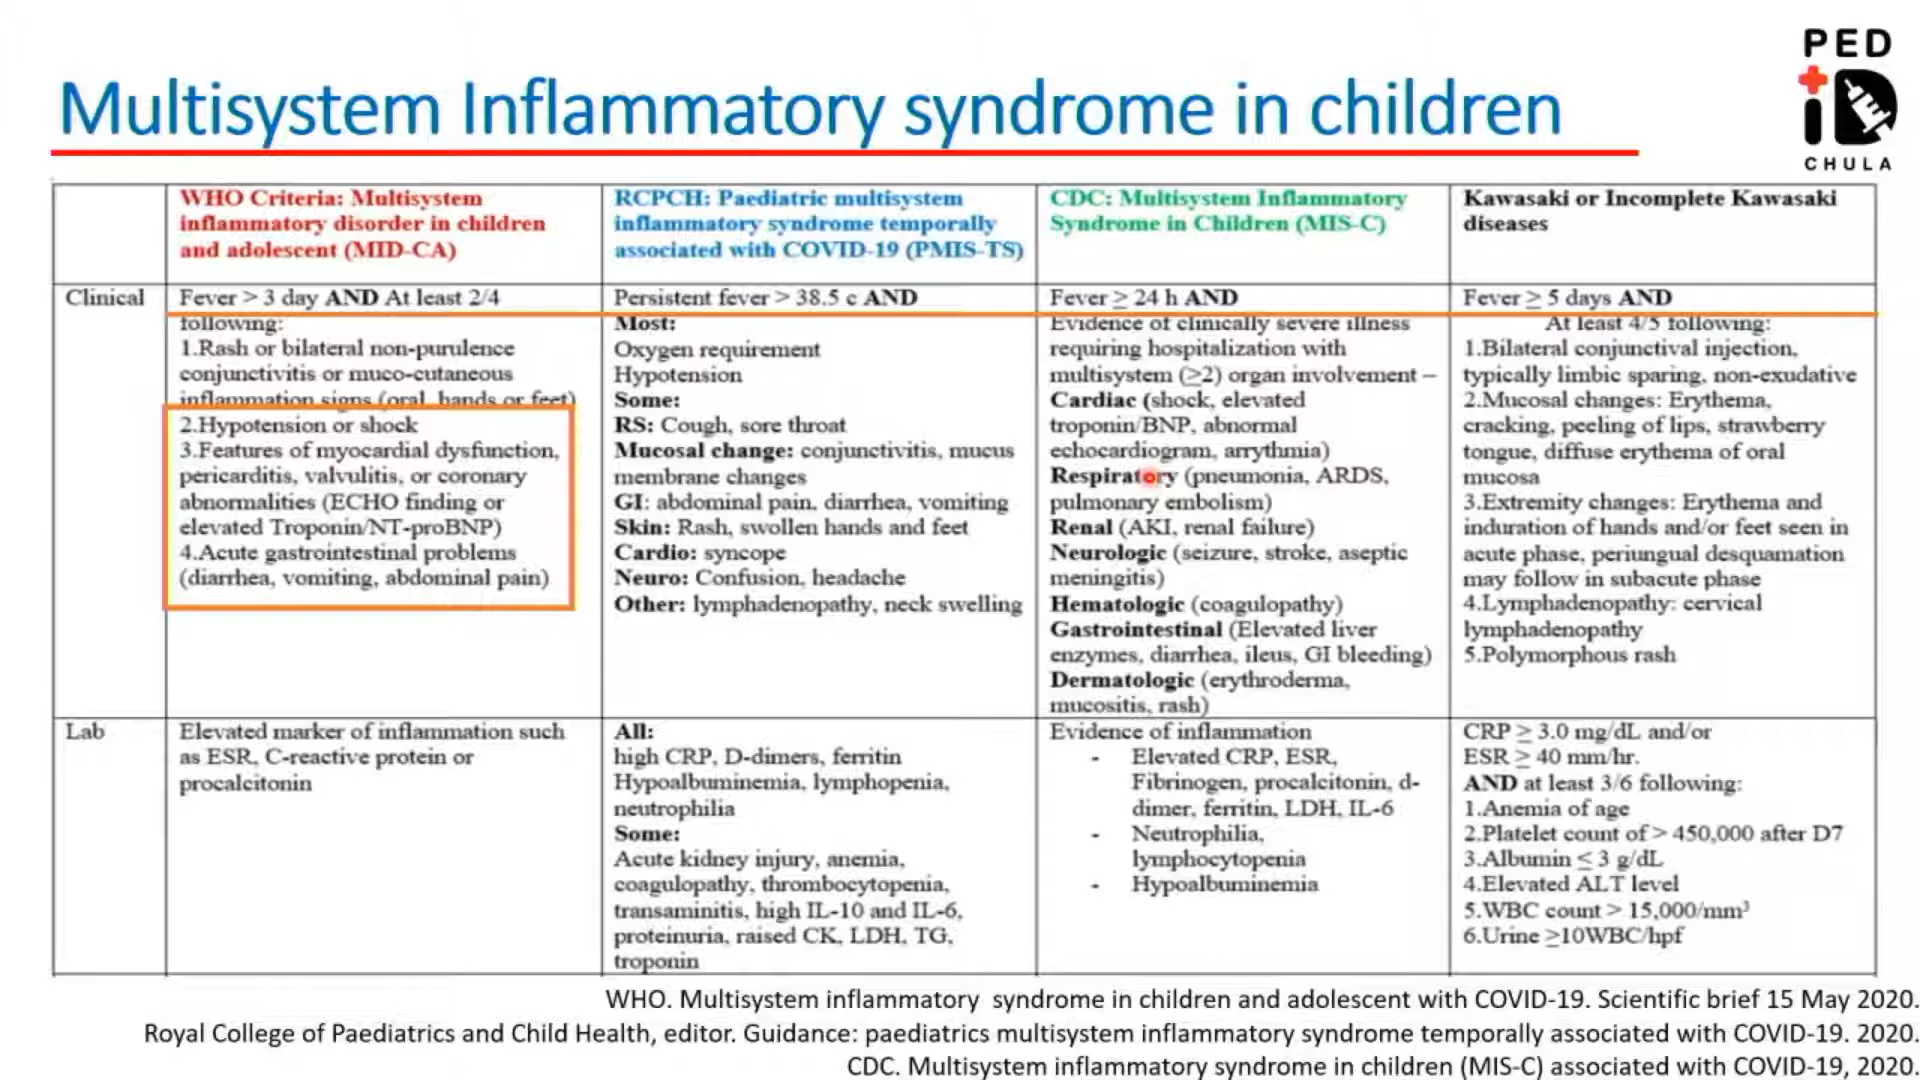 PED
iD
CHULA
Multisystem Inflammatory syndrome in children
WHO Criteria: Multisystem
inflammatory disorder in children
and adolescent (MID-CA)
RCPCH: Paediatric multisystem
inflammatory syndrome temporally
associated with COVID-19 (PMIS-TS)
CDC: Multisystem Inflammatory
Syndrome in Children (MIS-C)
Kawasaki or Incomplete Kawasaki
diseases
Clinical
Fever > 3 day AND At least 2/4
following:
1.Rash or bilateral non-purulence
conjunctivitis or muco-cutaneous
inflammation signs (oral, hands or feet)
2.Hypotension or shock
3.Features of myocardial dysfunction,
pericarditis, valvulitis, or coronary
abnormalities (ECHO finding or
elevated Troponin/NT-proBNP)
4.Acute gastrointestinal problems
(diarrhea, vomiting, abdominal pain)
Persistent fever > 38.5 c AND
Most:
Oxygen requirement
Hypotension
Some:
RS: Cough, sore throat
Mucosal change: conjunctivitis, mucus
membrane changes
GI: abdominal pain, diarrhea, vomiting
Skin: Rash, swollen hands and feet
Cardio: syncope
Neuro: Confusion, headache
Other: lymphadenopathy, neck swelling
Fever ≥ 24 h AND
Evidence of clinically severe illness
requiring hospitalization with
multisystem (≥2) organ involvement –
Cardiac (shock, elevated
troponin/BNP, abnormal
echocardiogram, arrythmia)
Respiratory (pneumonia, ARDS,
pulmonary embolism)
Renal (AKI, renal failure)
Neurologic (seizure, stroke, aseptic
meningitis)
Hematologic (coagulopathy)
Gastrointestinal (Elevated liver
enzymes, diarrhea, ileus, GI bleeding)
Dermatologic (erythroderma,
mucositis, rash)
Fever ≥ 5 days AND
At least 4/5 following:
1.Bilateral conjunctival injection,
typically limbic sparing, non-exudative
2.Mucosal changes: Erythema,
cracking, peeling of lips, strawberry
tongue, diffuse erythema of oral
mucosa
3.Extremity changes: Erythema and
induration of hands and/or feet seen in
acute phase, periungual desquamation
may follow in subacute phase
4.Lymphadenopathy: cervical
lymphadenopathy
5.Polymorphous rash
Lab
Elevated marker of inflammation such
as ESR, C-reactive protein or
procalcitonin
All:
high CRP, D-dimers, ferritin
Hypoalbuminemia, lymphopenia,
neutrophilia
Some:
Acute kidney injury, anemia,
coagulopathy, thrombocytopenia,
transaminitis, high IL-10 and IL-6,
proteinuria, raised CK, LDH, TG,
troponin
Evidence of inflammation
- Elevated CRP, ESR,
Fibrinogen, procalcitonin, d-
dimer, ferritin, LDH, IL-6
- Neutrophilia,
lymphocytopenia
- Hypoalbuminemia
CRP ≥ 3.0 mg/dL and/or
ESR ≥ 40 mm/hr.
AND at least 3/6 following:
1.Anemia of age
2.Platelet count of > 450,000 after D7
3.Albumin ≤ 3 g/dL
4.Elevated ALT level
5.WBC count > 15,000/mm³
6.Urine ≥10WBC/hpf
WHO. Multisystem inflammatory syndrome in children and adolescent with COVID-19. Scientific brief 15 May 2020.
Royal College of Paediatrics and Child Health, editor. Guidance: paediatrics multisystem inflammatory syndrome temporally associated with COVID-19. 2020.
CDC. Multisystem inflammatory syndrome in children (MIS-C) associated with COVID-19, 2020.